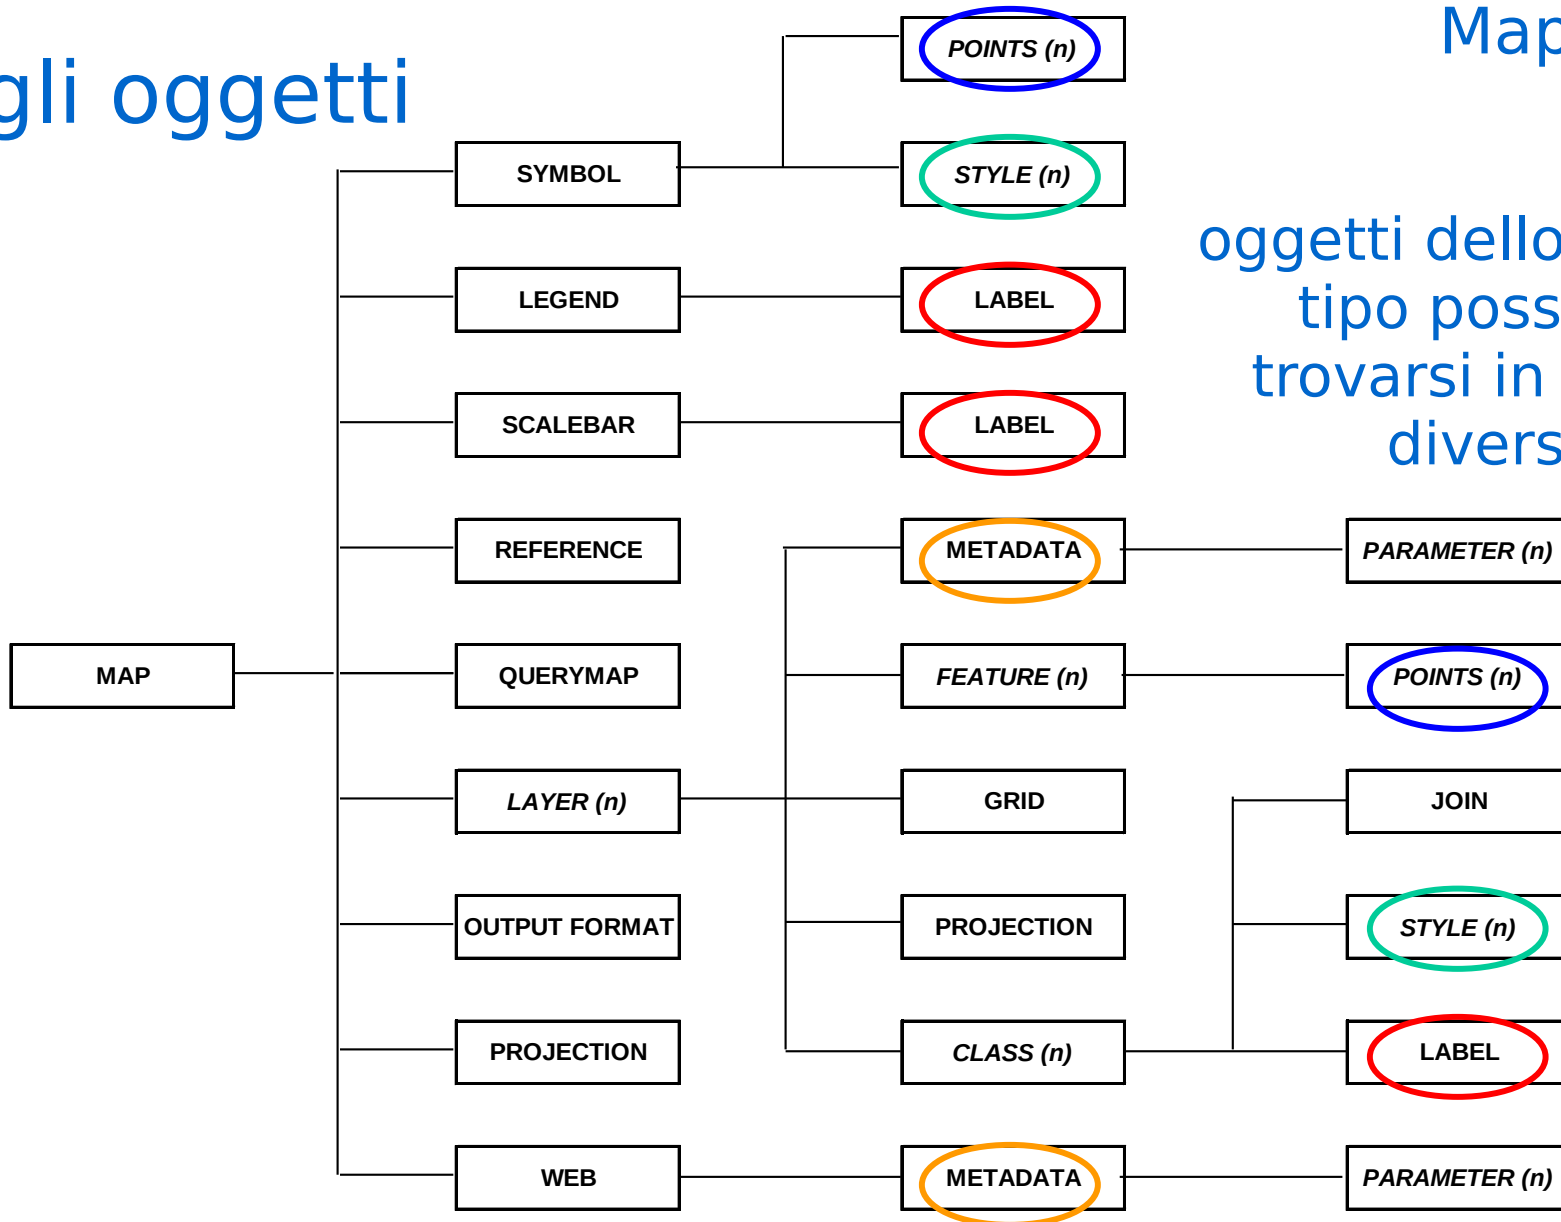 gli oggetti
Map
oggetti dello
tipo poss
trovarsi in
divers
POINTS (n)
SYMBOL
STYLE (n)
LEGEND
LABEL
SCALEBAR
LABEL
REFERENCE
METADATA
PARAMETER (n)
MAP
QUERYMAP
FEATURE (n)
POINTS (n)
LAYER (n)
GRID
JOIN
OUTPUT FORMAT
PROJECTION
STYLE (n)
PROJECTION
CLASS (n)
LABEL
WEB
METADATA
PARAMETER (n)